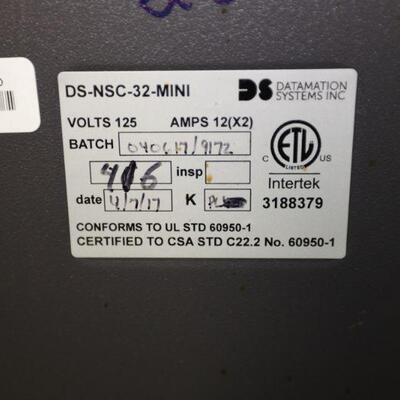 DS-NSC-32-MINI
DS DATAMATION SYSTEMS INC
VOLTS 125 AMPS 12(X2)
BATCH 040617/9172
C ETL LISTED US
Intertek
3188379
insp
date 4/7/17 K
CONFORMS TO UL STD 60950-1
CERTIFIED TO CSA STD C22.2 No. 60950-1